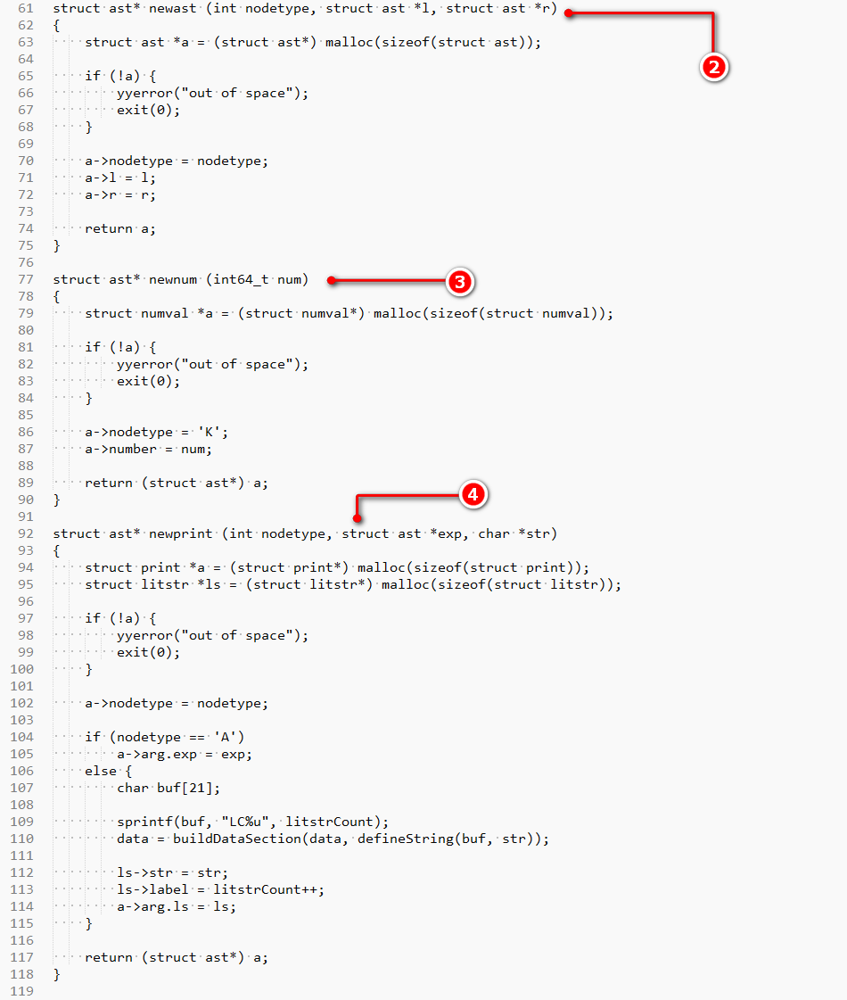 61 struct ast* newast (int nodetype, struct ast *l, struct ast *r)
2
62 {
63     struct ast *a = (struct ast*) malloc(sizeof(struct ast));
64
65     if (!a) {
66         yyerror("out of space");
67         exit(0);
68     }
69
70     a->nodetype = nodetype;
71     a->l = l;
72     a->r = r;
73
74     return a;
75 }
76
77 struct ast* newnum (int64_t num)
3
78 {
79     struct numval *a = (struct numval*) malloc(sizeof(struct numval));
80
81     if (!a) {
82         yyerror("out of space");
83         exit(0);
84     }
85
86     a->nodetype = 'K';
87     a->number = num;
88
89     return (struct ast*) a;
4
90 }
91
92 struct ast* newprint (int nodetype, struct ast *exp, char *str)
93 {
94     struct print *a = (struct print*) malloc(sizeof(struct print));
95     struct litstr *ls = (struct litstr*) malloc(sizeof(struct litstr));
96
97     if (!a) {
98         yyerror("out of space");
99         exit(0);
100     }
101
102     a->nodetype = nodetype;
103
104     if (nodetype == 'A')
105         a->arg.exp = exp;
106     else {
107         char buf[21];
108
109         sprintf(buf, "LC%u", litstrCount);
110         data = buildDataSection(data, defineString(buf, str));
111
112         ls->str = str;
113         ls->label = litstrCount++;
114         a->arg.ls = ls;
115     }
116
117     return (struct ast*) a;
118 }
119